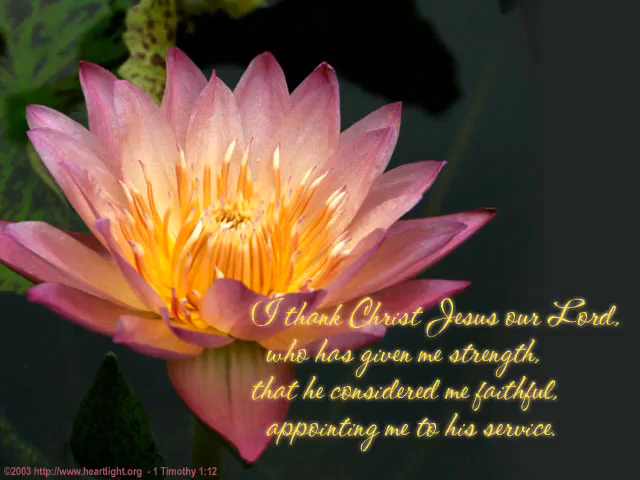 I thank Christ Jesus our Lord,
who has given me strength,
that he considered me faithful,
appointing me to his service.
©2003 http://www.heartlight.org - 1 Timothy 1:12